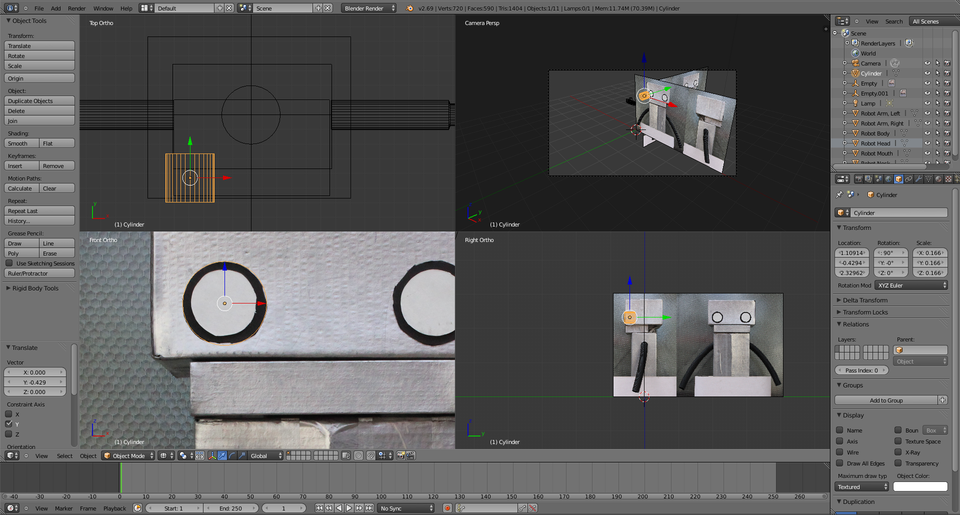 File
Render
Window
Help
Default
Scene
Blender Render
v2.69 | Verts:720 | Faces:590 | Tris:1404 | Objects:1/11 | Lamps:0/1 | Mem:11.74M (70.39M) | Cylinder
Object Tools
Transform:
Translate
Rotate
Scale
Origin
Object:
Duplicate Objects
Delete
Join
Shading:
Smooth
Flat
Keyframes:
Insert
Remove
Motion Paths:
Calculate
Clear
Repeat:
Repeat Last
History...
Grease Pencil:
Draw
Line
Poly
Erase
Use Sketching Sessions
Ruler/Protractor
Rigid Body Tools
Translate
Vector
X: 0.000
Y: -0.429
Z: 0.000
Constraint Axis
X
Y
Z
Orientation
Top Ortho
(1) Cylinder
Camera Persp
(1) Cylinder
Front Ortho
(1) Cylinder
Right Ortho
(1) Cylinder
View
Select
Object
Object Mode
Global
View
Search
All Scenes
Scene
RenderLayers
World
Camera
Cylinder
Empty
Empty.001
Lamp
Robot Arm, Left
Robot Arm, Right
Robot Body
Robot Head
Robot Mouth
Cylinder
Cylinder
Transform
Location:
Rotation:
Scale:
1.10914
90°
X: 0.166
-0.4294
Y: -0°
Y: 0.166
2.32962
Z: 0°
Z: 0.166
Rotation Mod
XYZ Euler
Delta Transform
Transform Locks
Relations
Layers:
Parent:
Object
Pass Index: 0
Groups
Add to Group
Display
Name
Boun
Box
Axis
Texture Space
Wire
X-Ray
Draw All Edges
Transparency
Maximum draw typ
Object Color:
Textured
Duplication
-40 -30 -20 -10 0 10 20 30 40 50 60 70 80 90 100 110 120 130 140 150 160 170 180 190 200 210 220 230 240 250 260
View
Marker
Frame
Playback
Start: 1
End: 250
1
No Sync